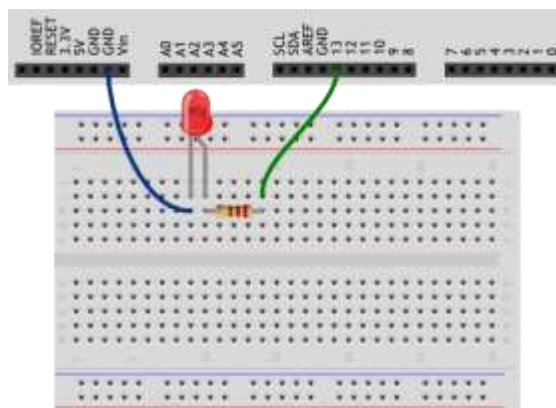 IOREF
RESET
3.3V
5V
GND
GND
Vin
A0
A1
A2
A3
A4
A5
SCL
SDA
AREF
GND
13
12
11
10
9
8
7
6
5
4
3
2
1
0